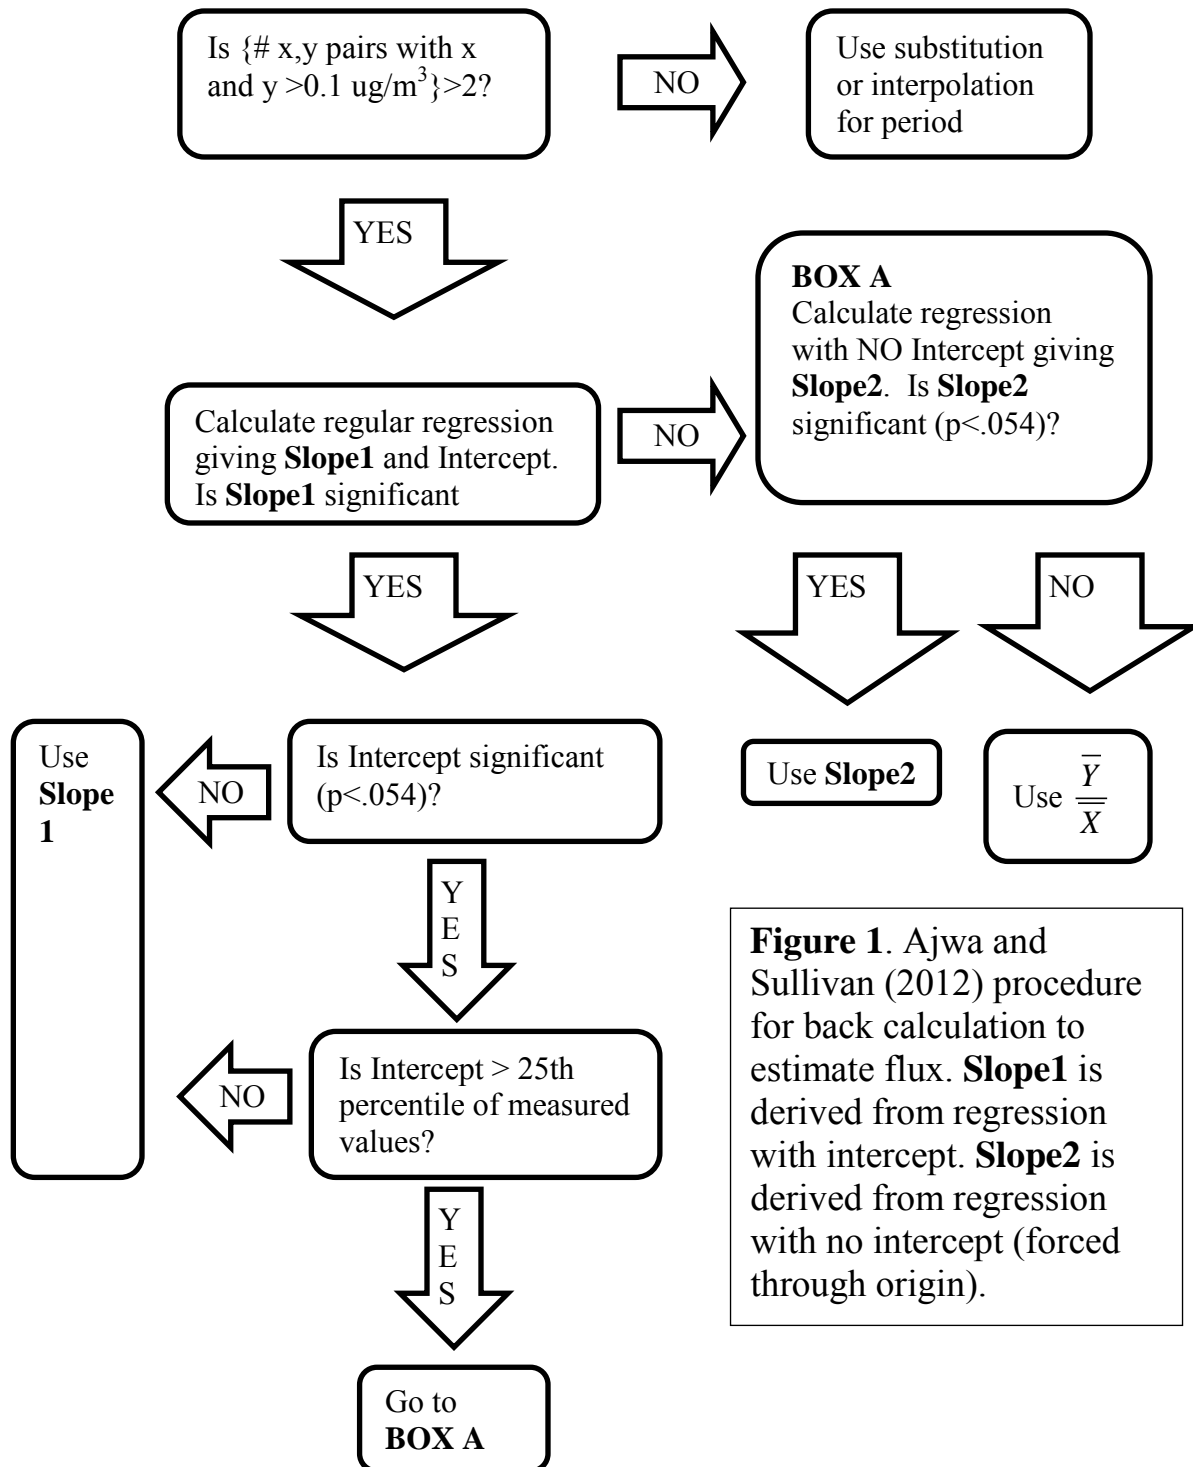 Is {# x,y pairs with x
and y >0.1 ug/m³}>2?
NO
Use substitution
or interpolation
for period
YES
BOX A
Calculate regression
with NO Intercept giving
Slope2. Is Slope2
significant (p<.054)?
Calculate regular regression
giving Slope1 and Intercept.
Is Slope1 significant
NO
YES
YES
NO
Use
Slope
1
NO
Is Intercept significant
(p<.054)?
Use Slope2
Use Y̅/X̅
Y
E
S
NO
Is Intercept > 25th
percentile of measured
values?
Y
E
S
Go to
BOX A
Figure 1. Ajwa and
Sullivan (2012) procedure
for back calculation to
estimate flux. Slope1 is
derived from regression
with intercept. Slope2 is
derived from regression
with no intercept (forced
through origin).